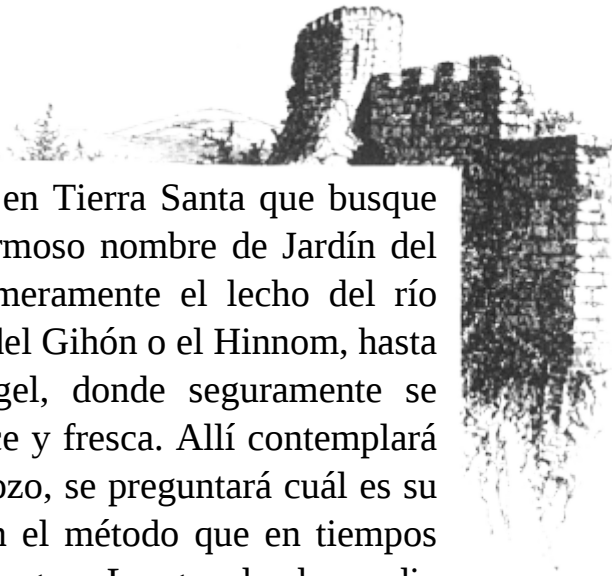 en Tierra Santa que busque
rmoso nombre de Jardín del
meramente el lecho del río
del Gihón o el Hinnom, hasta
gel, donde seguramente se
ce y fresca. Allí contemplará
ozo, se preguntará cuál es su
n el método que en tiempos